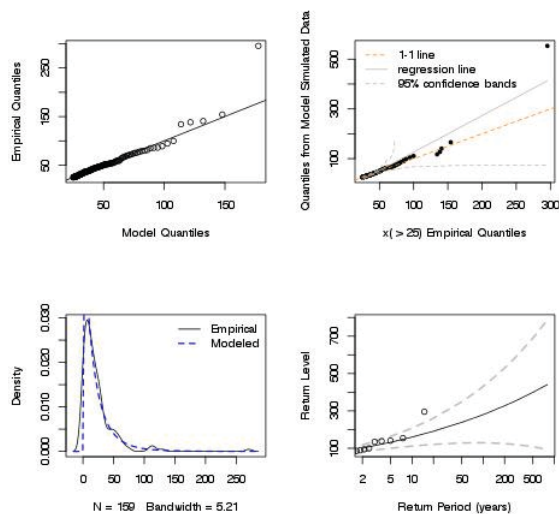 Empirical Quantiles
50
150
250
50
100
150
Model Quantiles
Quantiles from Model Simulated Data
100
300
500
1-1 line
regression line
95% confidence bands
50
100
150
200
250
300
x( > 25) Empirical Quantiles
Density
0.000
0.010
0.020
0.030
Empirical
Modeled
0
50
100
150
200
250
N = 159 Bandwidth = 5.21
Return Level
100
300
500
700
2
5
10
50
100
500
Return Period (years)